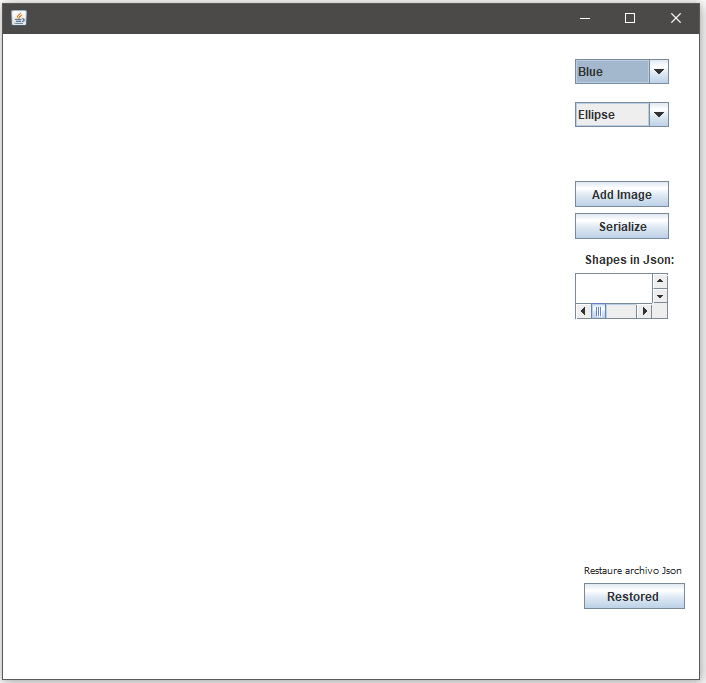 Blue
Ellipse
Add Image
Serialize
Shapes in Json:
Restaure archivo Json
Restored